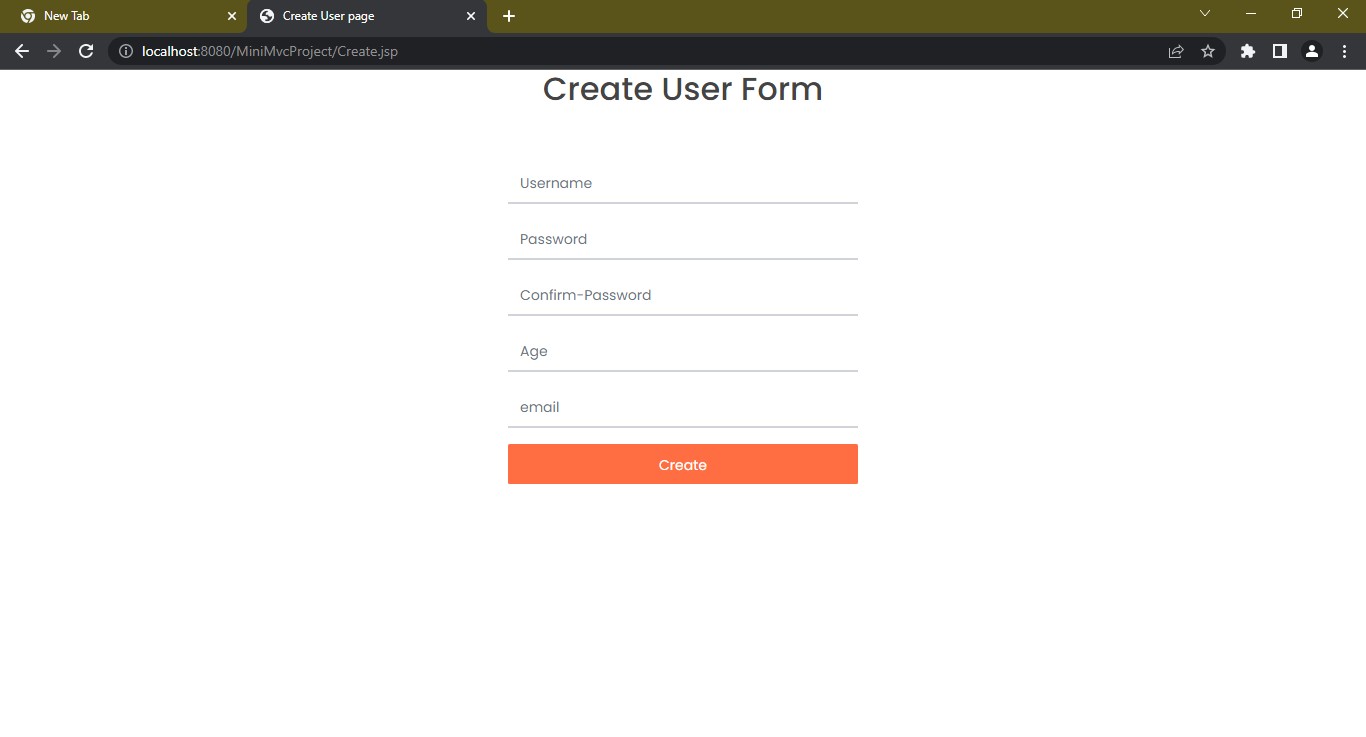 New Tab
Create User page
localhost:8080/MiniMvcProject/Create.jsp
Create User Form
Username
Password
Confirm-Password
Age
email
Create